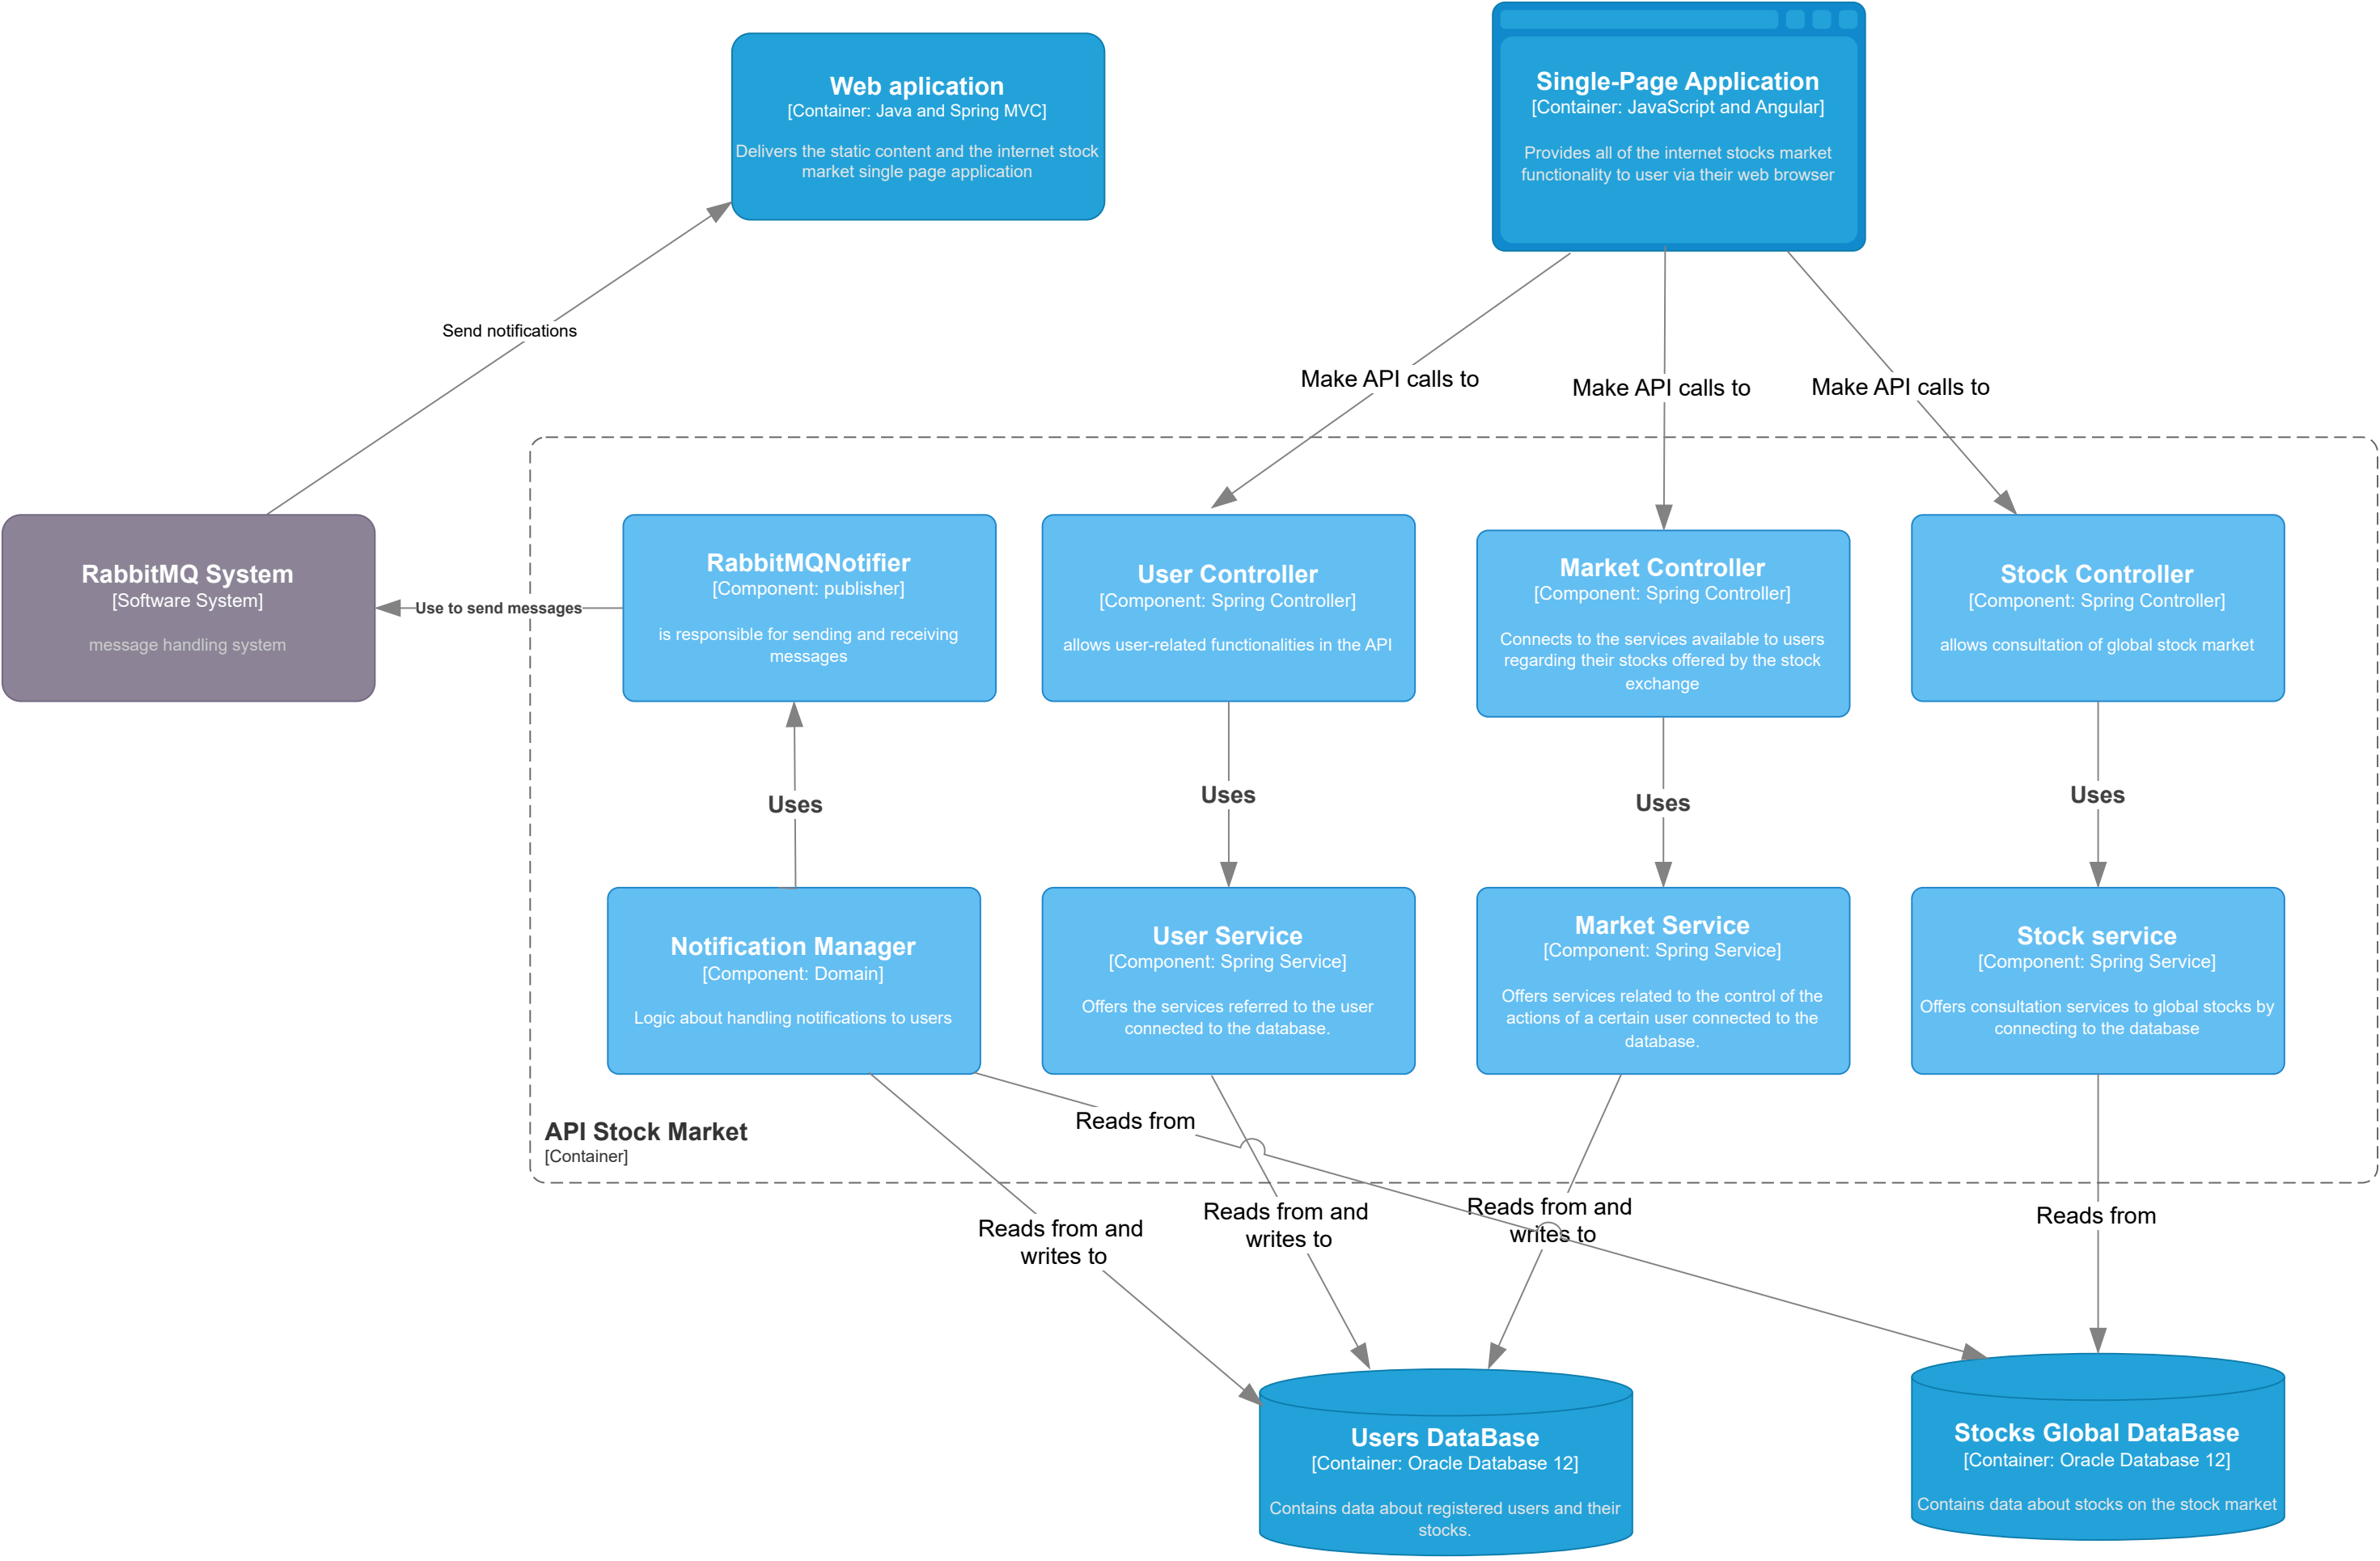 Web aplication
[Container: Java and Spring MVC]
Delivers the static content and the internet stock
market single page application
Single-Page Application
[Container: JavaScript and Angular]
Provides all of the internet stocks market
functionality to user via their web browser
Send notifications
Make API calls to
Make API calls to
Make API calls to
RabbitMQ System
[Software System]
message handling system
Use to send messages
RabbitMQNotifier
[Component: publisher]
is responsible for sending and receiving
messages
User Controller
[Component: Spring Controller]
allows user-related functionalities in the API
Market Controller
[Component: Spring Controller]
Connects to the services available to users
regarding their stocks offered by the stock
exchange
Stock Controller
[Component: Spring Controller]
allows consultation of global stock market
Uses
Uses
Uses
Uses
Notification Manager
[Component: Domain]
Logic about handling notifications to users
User Service
[Component: Spring Service]
Offers the services referred to the user
connected to the database.
Market Service
[Component: Spring Service]
Offers services related to the control of the
actions of a certain user connected to the
database.
Stock service
[Component: Spring Service]
Offers consultation services to global stocks by
connecting to the database
API Stock Market
[Container]
Reads from
Reads from and
writes to
Reads from and
writes to
Reads from and
writes to
Reads from
Users DataBase
[Container: Oracle Database 12]
Contains data about registered users and their
stocks.
Stocks Global DataBase
[Container: Oracle Database 12]
Contains data about stocks on the stock market